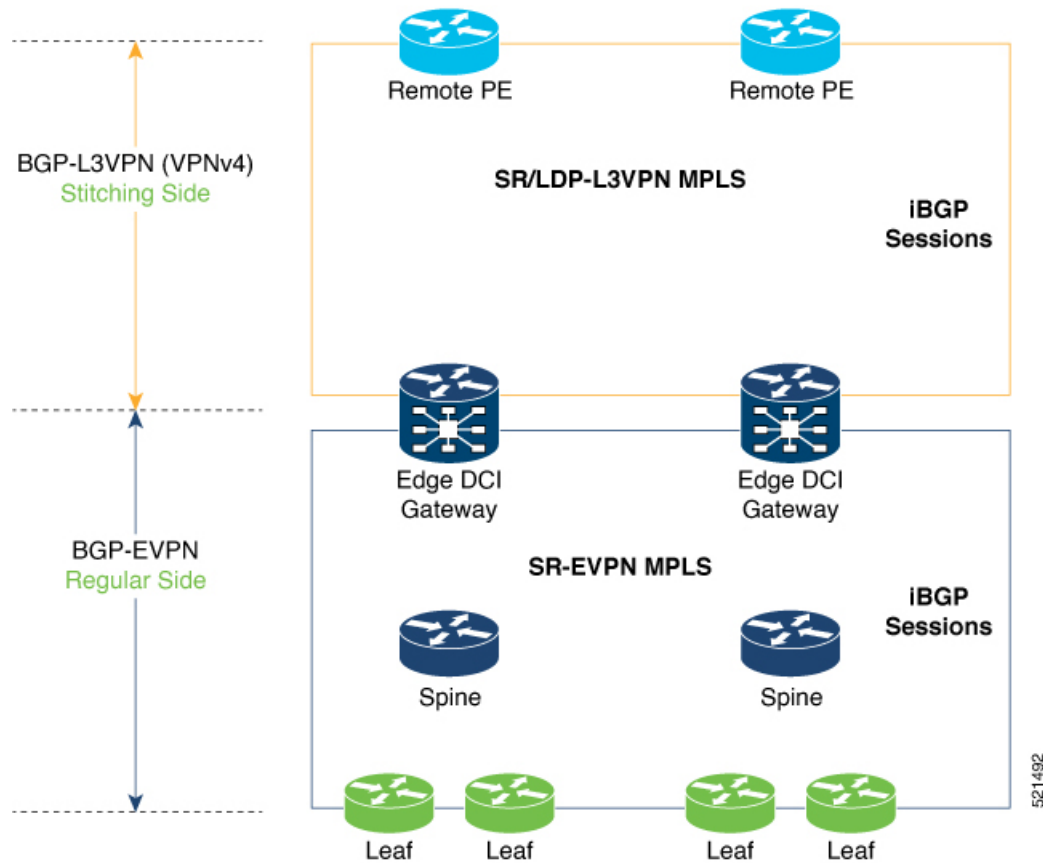 Remote PE
Remote PE
BGP-L3VPN (VPNv4)
Stitching Side
SR/LDP-L3VPN MPLS
iBGP
Sessions
Edge DCI
Gateway
Edge DCI
Gateway
BGP-EVPN
Regular Side
SR-EVPN MPLS
iBGP
Sessions
Spine
Spine
Leaf
Leaf
Leaf
Leaf
521492